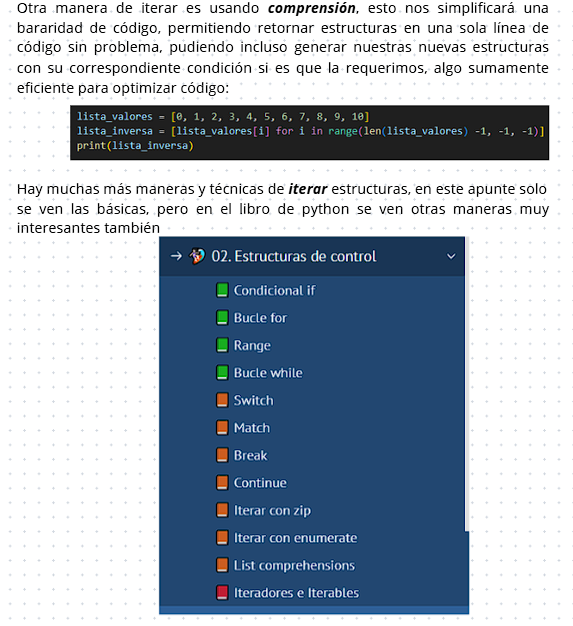 Otra manera de iterar es usando comprensión, esto nos simplificará una
bararidad de código, permitiendo retornar estructuras en una sola línea de
código sin problema, pudiendo incluso generar nuestras nuevas estructuras
con su correspondiente condición si es que la requerimos, algo sumamente
eficiente para optimizar código:
lista_valores = [0, 1, 2, 3, 4, 5, 6, 7, 8, 9, 10]
lista_inversa = [lista_valores[i] for i in range(len(lista_valores) -1, -1, -1)]
print(lista_inversa)
Hay muchas más maneras y técnicas de iterar estructuras, en este apunte solo
se ven las básicas, pero en el libro de python se ven otras maneras muy
interesantes también
→ 02. Estructuras de control
Condicional if
Bucle for
Range
Bucle while
Switch
Match
Break
Continue
Iterar con zip
Iterar con enumerate
List comprehensions
Iteradores e Iterables